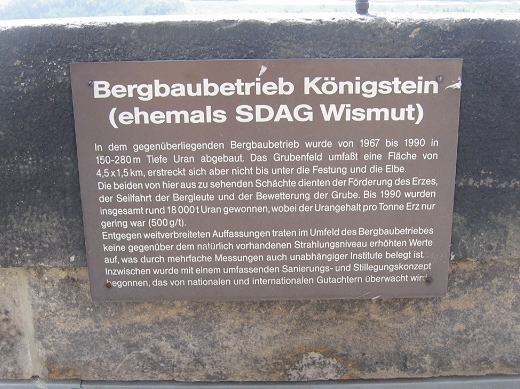 Bergbaubetrieb Königstein
(ehemals SDAG Wismut)
In dem gegenüberliegenden Bergbaubetrieb wurde von 1967 bis 1990 in
150-280 m Tiefe Uran abgebaut. Das Grubenfeld umfaßt eine Fläche von
4,5 x 1,5 km, erstreckt sich aber nicht bis unter die Festung und die Elbe.
Die beiden von hier aus zu sehenden Schächte dienten der Förderung des Erzes,
der Seilfahrt der Bergleute und der Bewetterung der Grube. Bis 1990 wurden
insgesamt rund 18 000 t Uran gewonnen, wobei der Urangehalt pro Tonne Erz nur
gering war (500 g/t).
Entgegen weitverbreiteten Auffassungen traten im Umfeld des Bergbaubetriebes
keine gegenüber dem natürlich vorhandenen Strahlungsniveau erhöhten Werte
auf, was durch mehrfache Messungen auch unabhängiger Institute belegt ist.
Inzwischen wurde mit einem umfassenden Sanierungs- und Stillegungskonzept
begonnen, das von nationalen und internationalen Gutachtern überwacht wird.